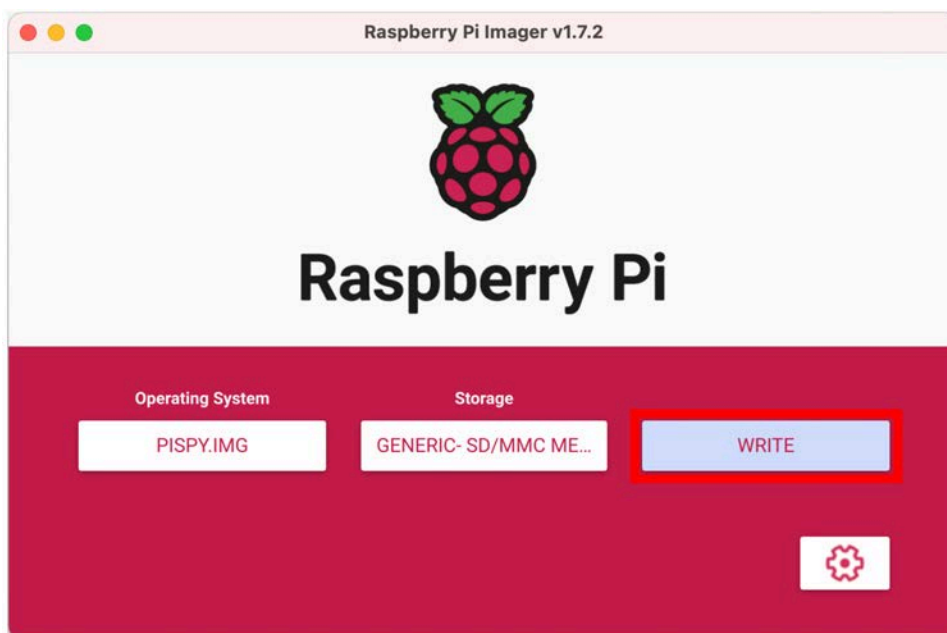 Raspberry Pi Imager v1.7.2
Raspberry Pi
Operating System
Storage
PISPY.IMG
GENERIC- SD/MMC ME...
WRITE